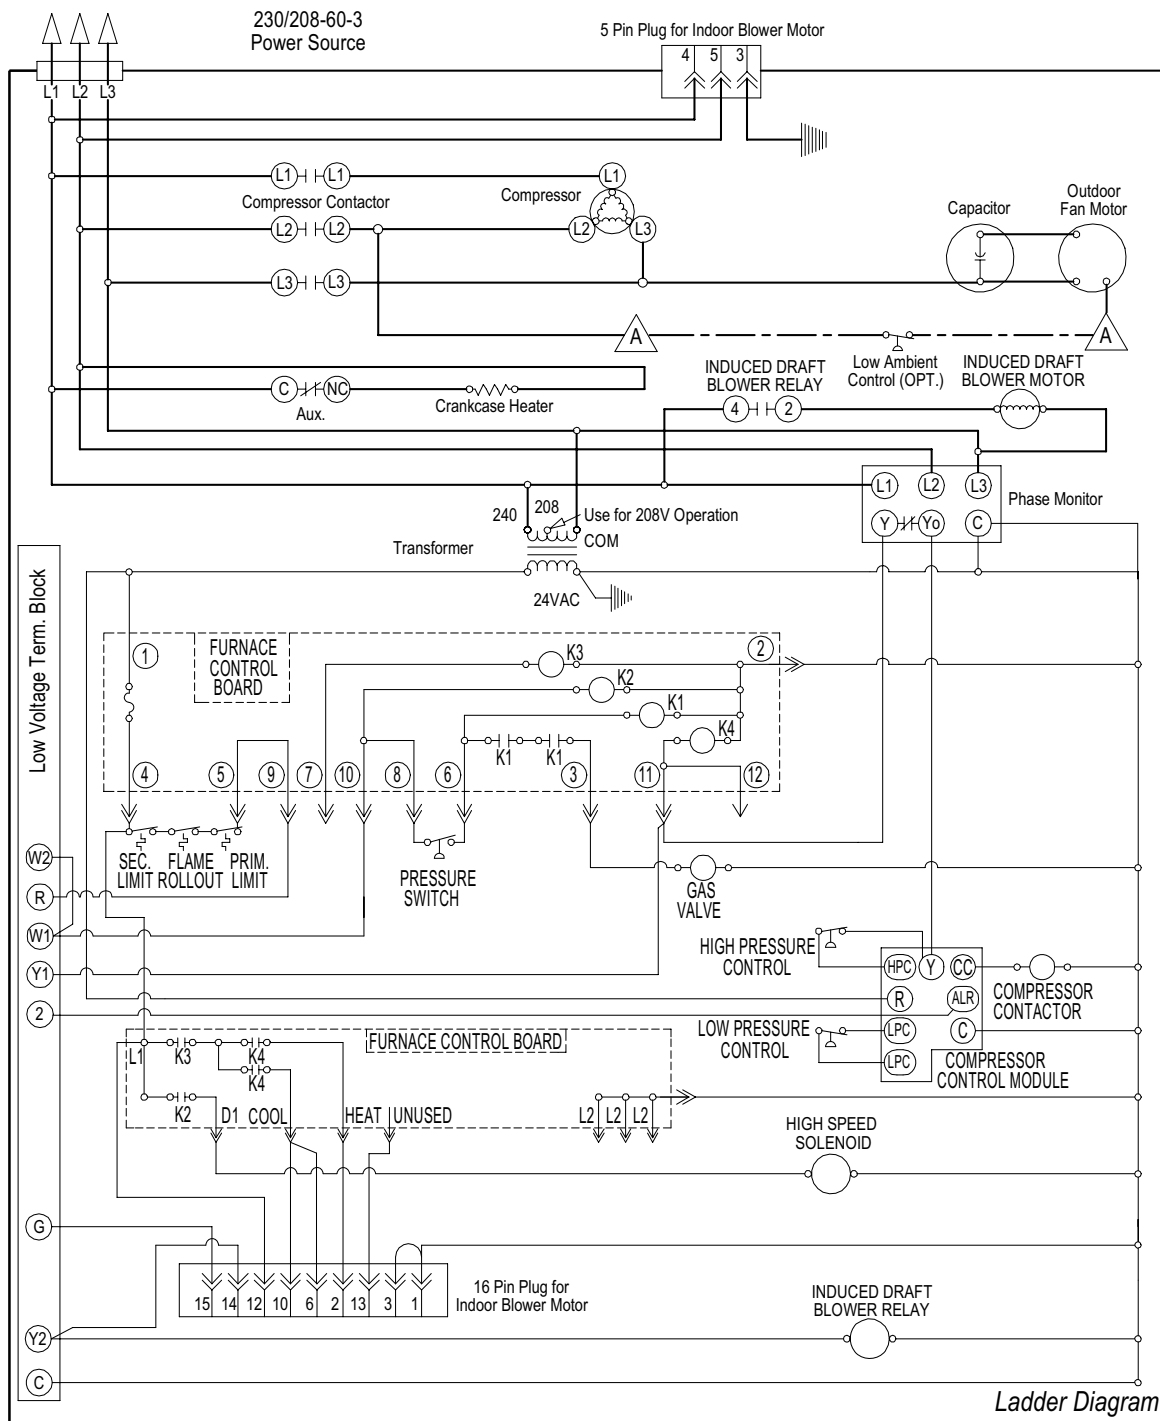 230/208-60-3
Power Source
5 Pin Plug for Indoor Blower Motor
4 5 3
L1 L2 L3
L1 L1 L1
Compressor Contactor
Compressor
L2 L2 L2 L3
Capacitor
Outdoor
Fan Motor
L3 L3
A A
Low Ambient
Control (OPT.)
INDUCED DRAFT
BLOWER RELAY
INDUCED DRAFT
BLOWER MOTOR
C NC
Aux.
Crankcase Heater
4 2
L1 L2 L3
Phase Monitor
240 208 Use for 208V Operation
COM
Y Yo C
Transformer
24VAC
Low Voltage Term. Block
1
FURNACE
CONTROL
BOARD
K3 2
K2
K1
K4
K1 K1
4 5 9 7 10 8 6 3 11 12
SEC.
LIMIT
FLAME
ROLLOUT
PRIM.
LIMIT
PRESSURE
SWITCH
GAS
VALVE
W2
R
W1
Y1
2
HIGH PRESSURE
CONTROL
HPC Y CC
R ALR
COMPRESSOR
CONTACTOR
LOW PRESSURE
CONTROL
LPC C
LPC
COMPRESSOR
CONTROL MODULE
FURNACE CONTROL BOARD
L1 K3 K4
K4
K2 D1 COOL HEAT UNUSED L2 L2 L2
HIGH SPEED
SOLENOID
G
15 14 12 10 6 2 13 3 1
16 Pin Plug for
Indoor Blower Motor
INDUCED DRAFT
BLOWER RELAY
Y2
C
Ladder Diagram